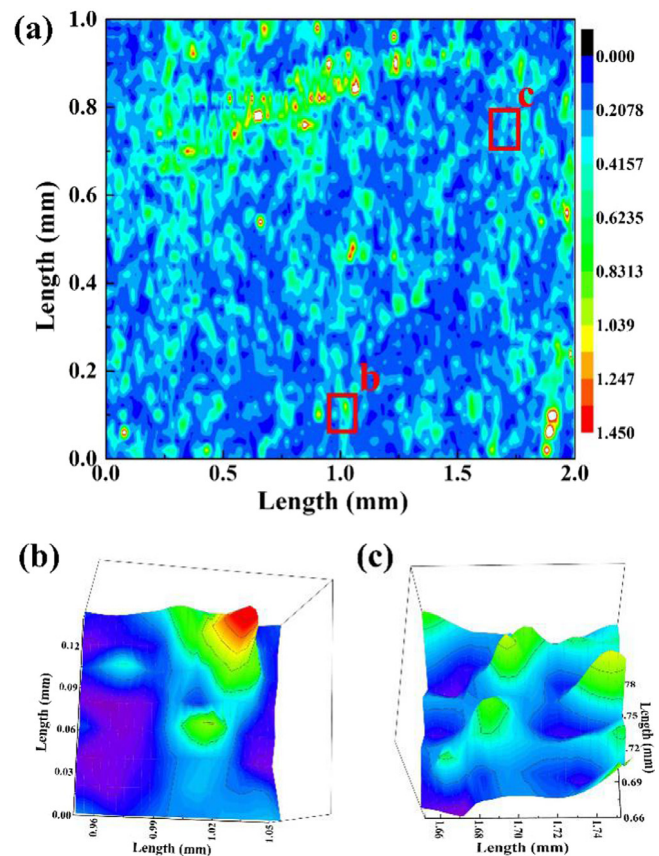 (a)
1.0
0.8
0.6
0.4
0.2
0.0
Length (mm)
0.0 0.5 1.0 1.5 2.0
Length (mm)
c
b
0.000
0.2078
0.4157
0.6235
0.8313
1.039
1.247
1.450
(b)
0.12
0.09
0.06
0.03
0.00
Length (mm)
0.96 0.99 1.02 1.05
Length (mm)
(c)
0.78
0.75
0.72
0.69
0.66
Length (mm)
1.66 1.68 1.70 1.72 1.74
Length (mm)